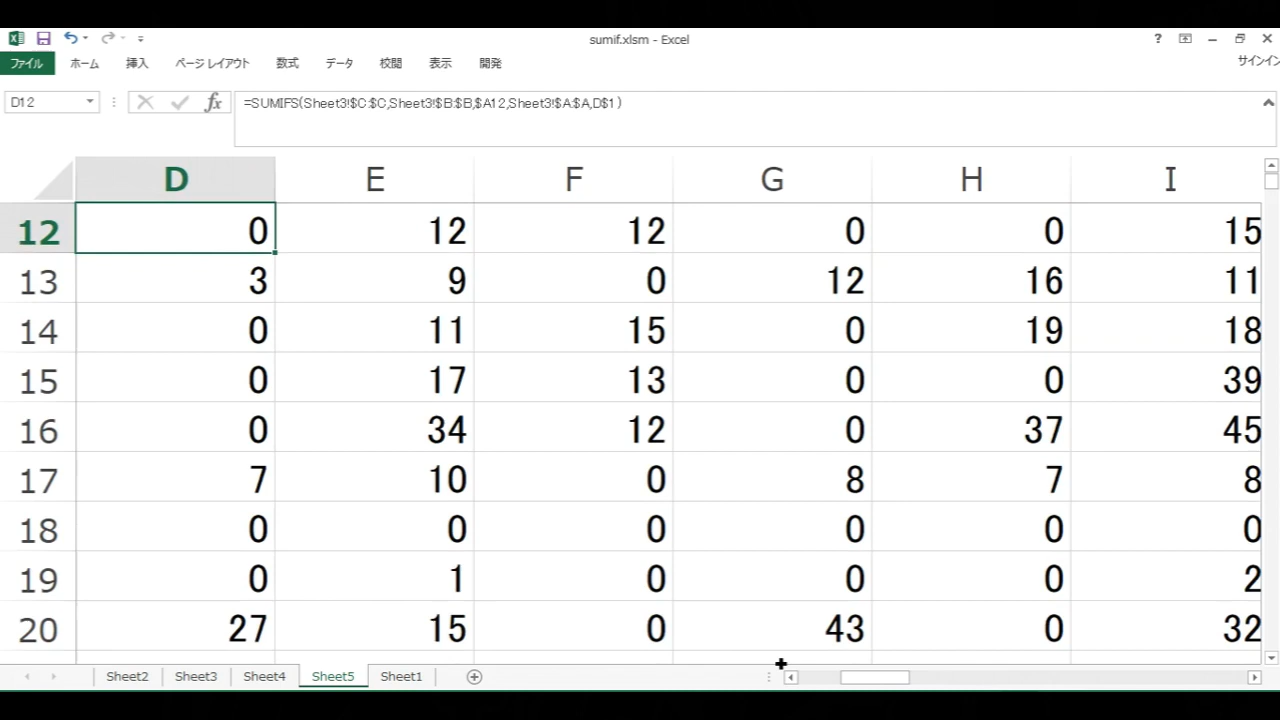 sumif.xlsm - Excel
?
ファイル ホーム 挿入 ページ レイアウト 数式 データ 校閲 表示 開発 サインイン
D12 fx =SUMIFS(Sheet3!$C:$C,Sheet3!$B:$B,$A12,Sheet3!$A:$A,D$1)
D E F G H I
12 0 12 12 0 0 15
13 3 9 0 12 16 11
14 0 11 15 0 19 18
15 0 17 13 0 0 39
16 0 34 12 0 37 45
17 7 10 0 8 7 8
18 0 0 0 0 0 0
19 0 1 0 0 0 2
20 27 15 0 43 0 32
Sheet2 Sheet3 Sheet4 Sheet5 Sheet1